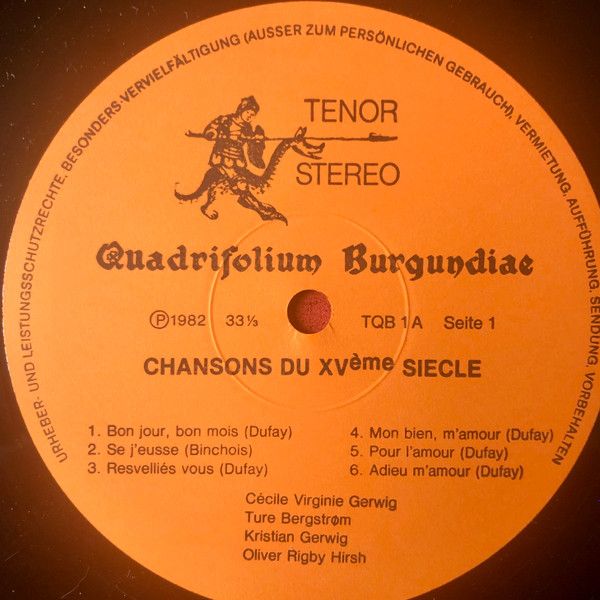 URHEBER- UND LEISTUNGSSCHUTZRECHTE, BESONDERS VERVIELFÄLTIGUNG (AUSSER ZUM PERSÖNLICHEN GEBRAUCH), VERMIETUNG, AUFFÜHRUNG, SENDUNG, VORBEHALTEN
TENOR
STEREO
Quadrifolium Burgundiae
Ⓟ1982 33⅓ TQB 1A Seite 1
CHANSONS DU XVème SIECLE
1. Bon jour, bon mois (Dufay)
2. Se j'eusse (Binchois)
3. Resvelliés vous (Dufay)
4. Mon bien, m'amour (Dufay)
5. Pour l'amour (Dufay)
6. Adieu m'amour (Dufay)
Cécile Virginie Gerwig
Ture Bergstrøm
Kristian Gerwig
Oliver Rigby Hirsh